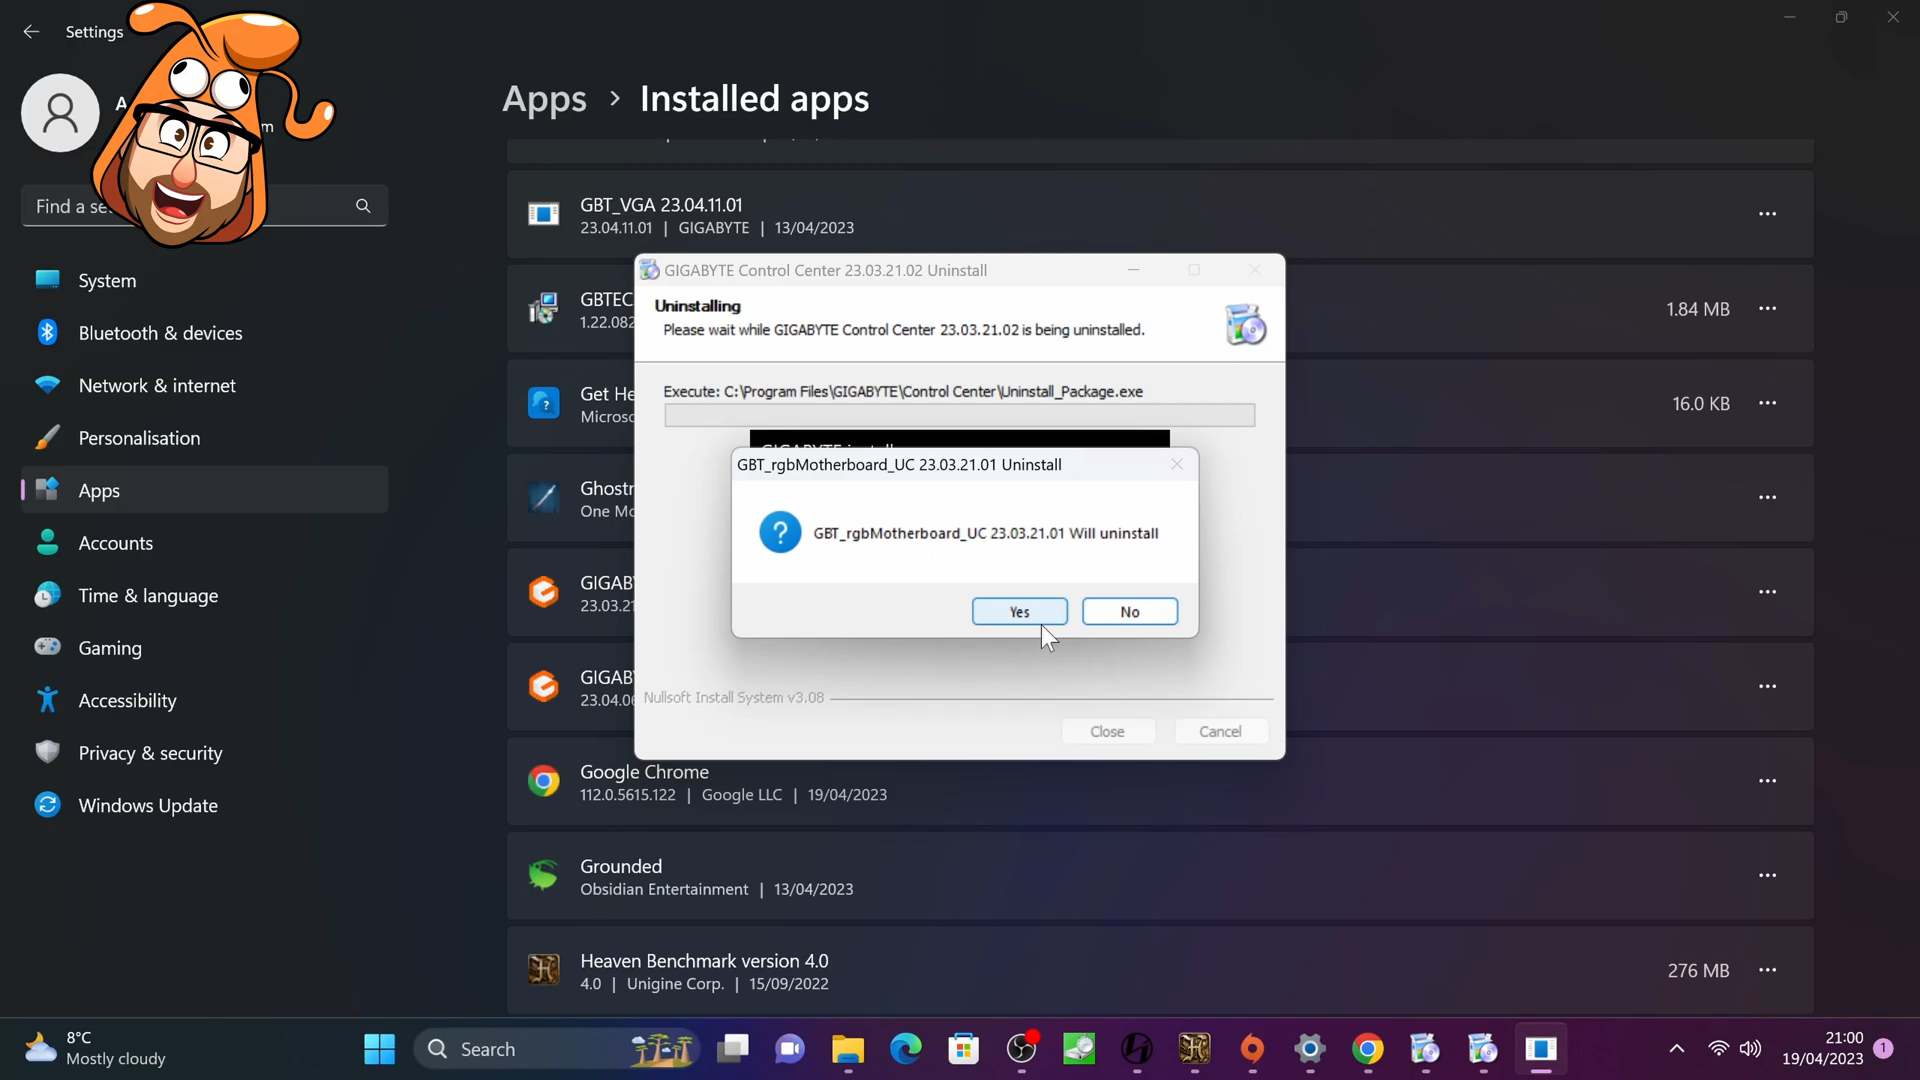 Settings
A
m
Find a se
System
Bluetooth & devices
Network & internet
Personalisation
Apps
Accounts
Time & language
Gaming
Accessibility
Privacy & security
Windows Update
Apps > Installed apps
GBT_VGA 23.04.11.01
23.04.11.01 | GIGABYTE | 13/04/2023
GBTEC
1.22.082
1.84 MB
Get He
Microso
16.0 KB
Ghostr
One Mo
GIGAB
23.03.21
GIGAB
23.04.06
Google Chrome
112.0.5615.122 | Google LLC | 19/04/2023
Grounded
Obsidian Entertainment | 13/04/2023
Heaven Benchmark version 4.0
4.0 | Unigine Corp. | 15/09/2022
276 MB
GIGABYTE Control Center 23.03.21.02 Uninstall
Uninstalling
Please wait while GIGABYTE Control Center 23.03.21.02 is being uninstalled.
Execute: C:\Program Files\GIGABYTE\Control Center\Uninstall_Package.exe
GBT_rgbMotherboard_UC 23.03.21.01 Uninstall
GBT_rgbMotherboard_UC 23.03.21.01 Will uninstall
Yes
No
Nullsoft Install System v3.08
Close
Cancel
8°C
Mostly cloudy
Search
21:00
19/04/2023
1